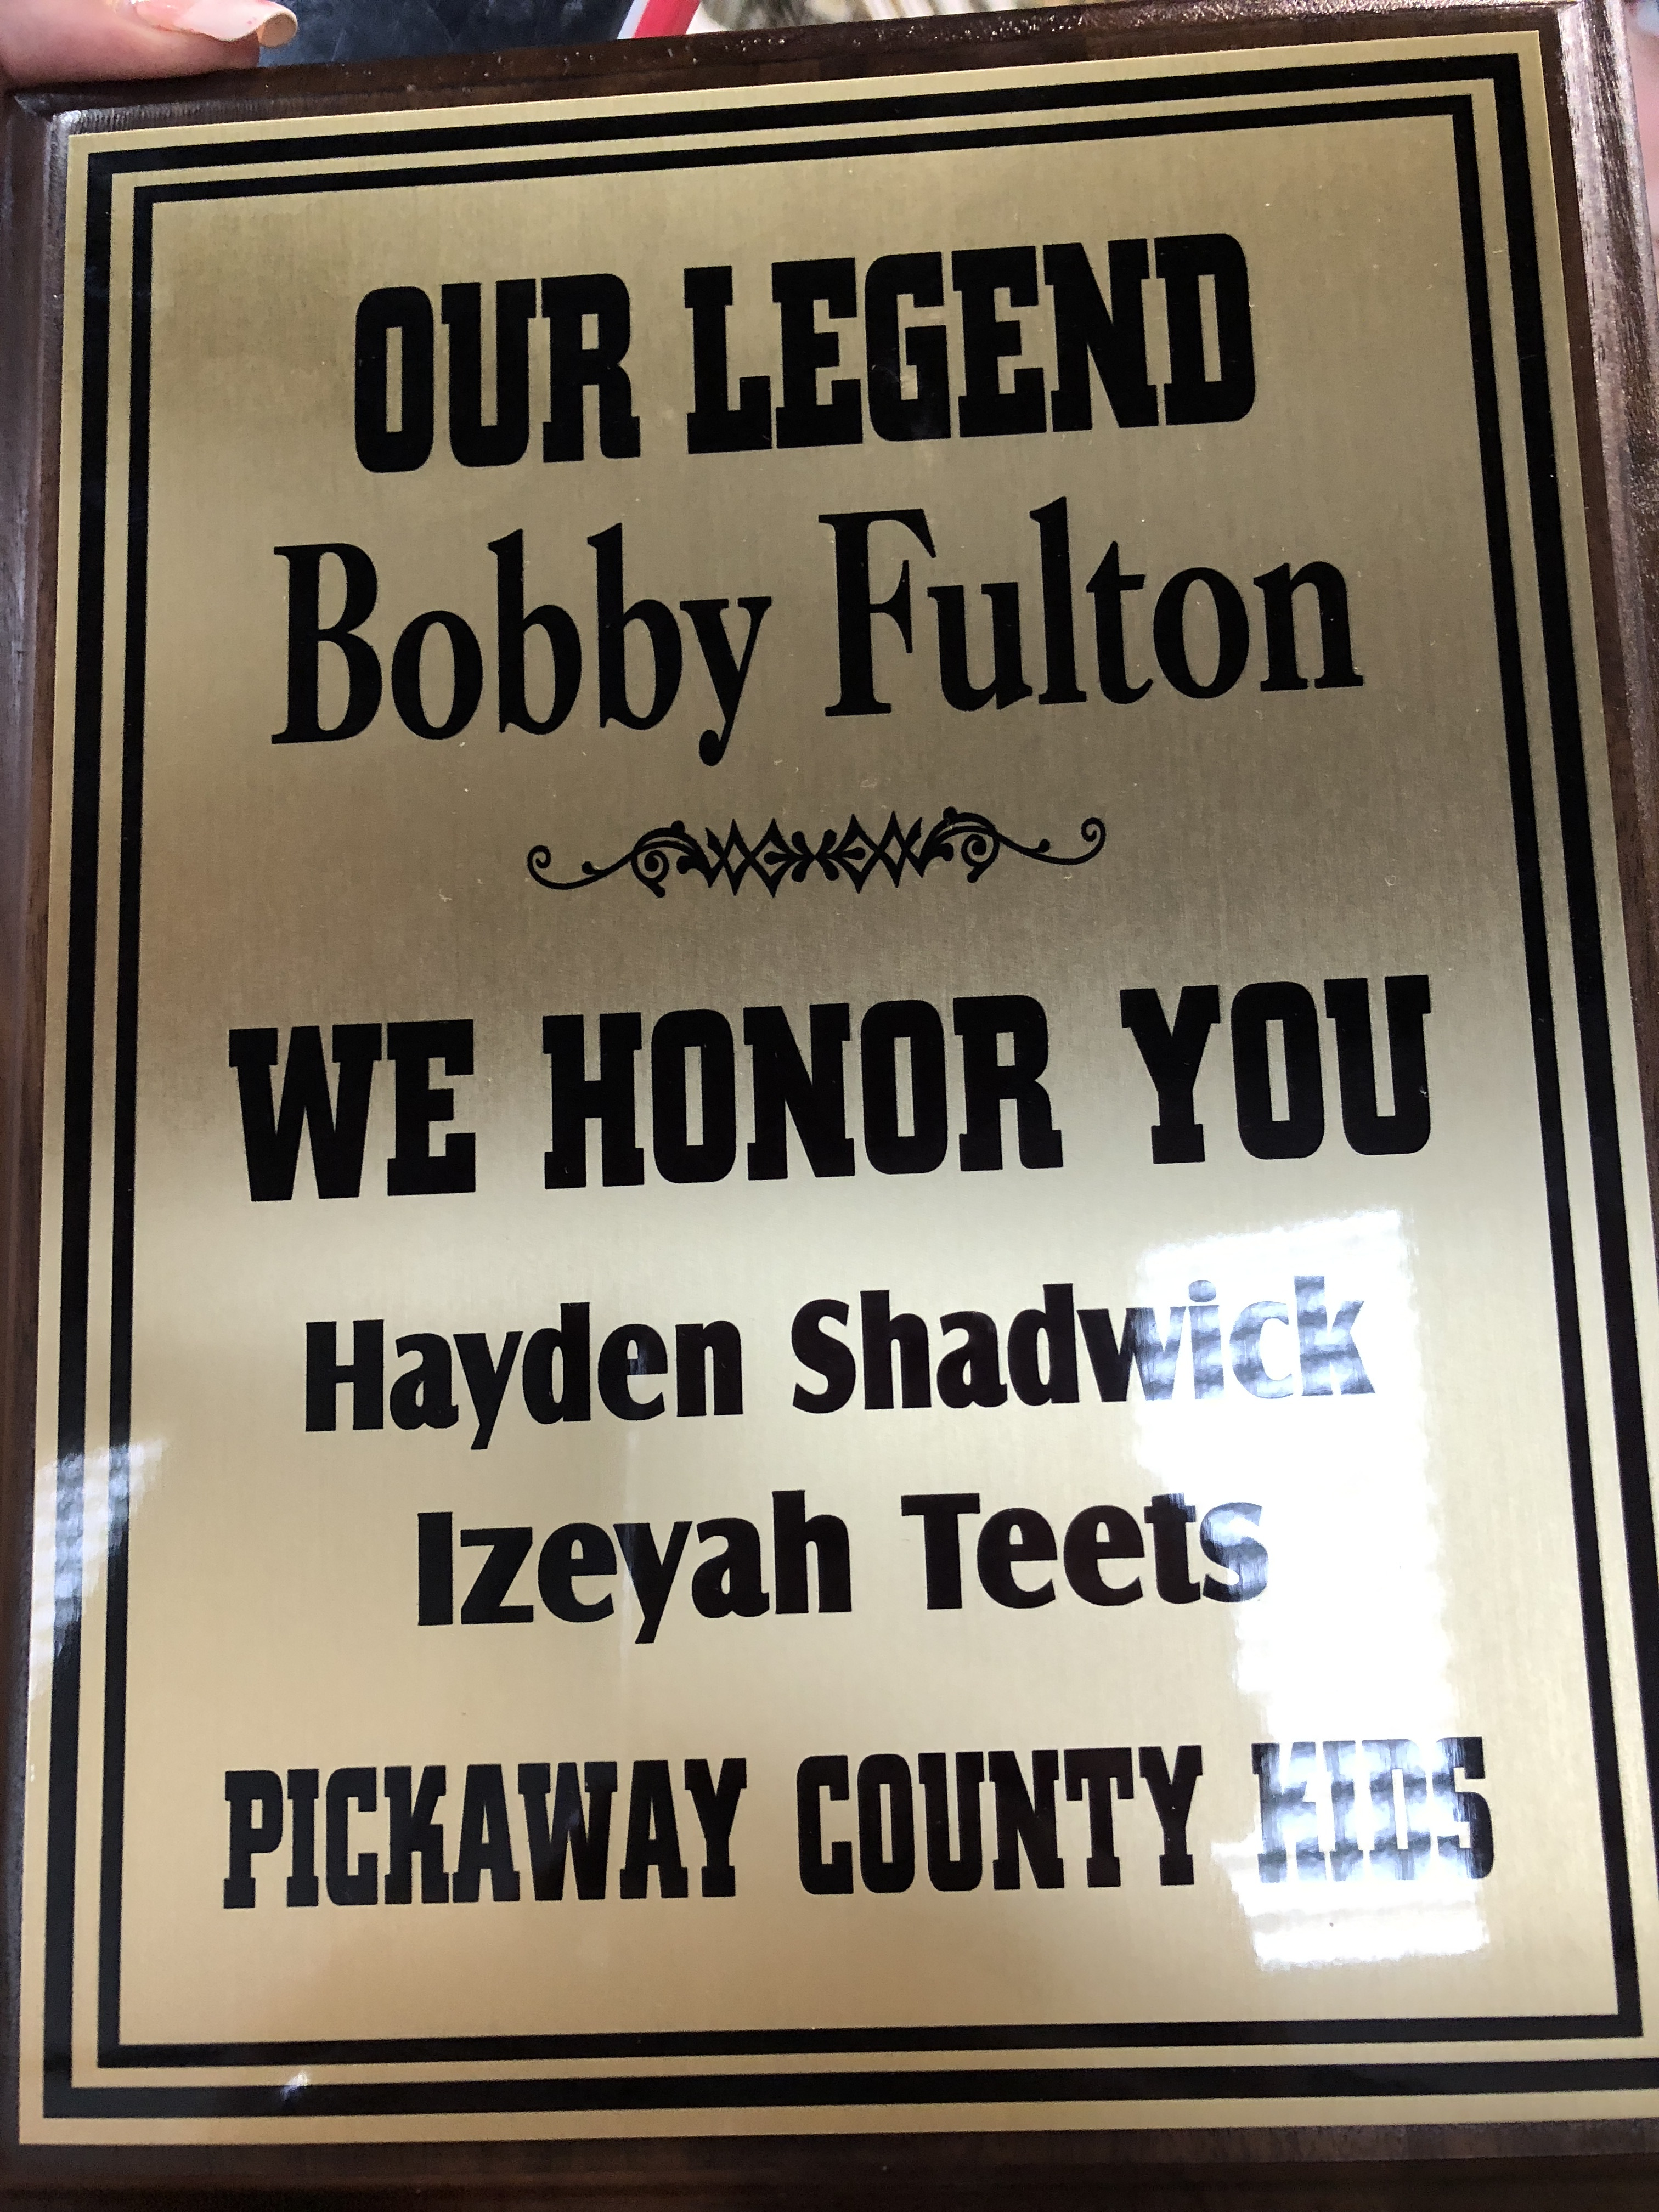 OUR LEGEND
Bobby Fulton
WE HONOR YOU
Hayden Shadwick
Izeyah Teets
PICKAWAY COUNTY KIDS